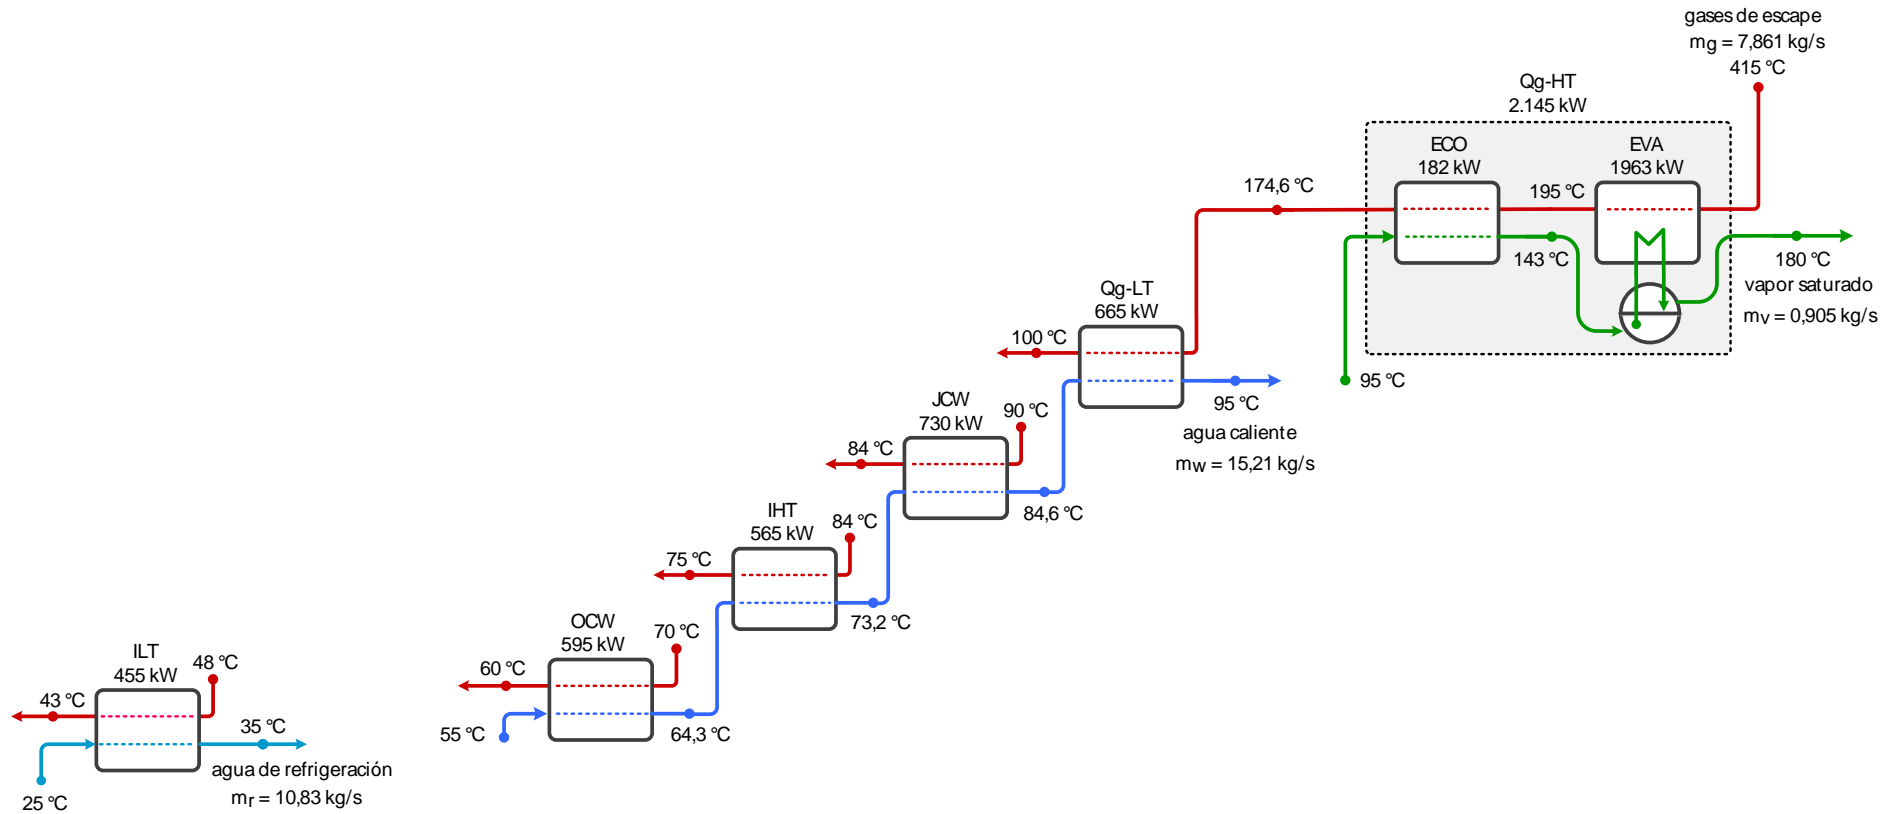 gases de escape
mg = 7,861 kg/s
415 °C
Qg-HT
2.145 kW
ECO
182 kW
EVA
1963 kW
174,6 °C
195 °C
143 °C
180 °C
vapor saturado
mv = 0,905 kg/s
95 °C
Qg-LT
665 kW
100 °C
95 °C
agua caliente
mw = 15,21 kg/s
JCW
730 kW
90 °C
84 °C
84,6 °C
IHT
565 kW
84 °C
75 °C
73,2 °C
OCW
595 kW
70 °C
60 °C
55 °C
64,3 °C
ILT
455 kW
48 °C
43 °C
35 °C
agua de refrigeración
mr = 10,83 kg/s
25 °C